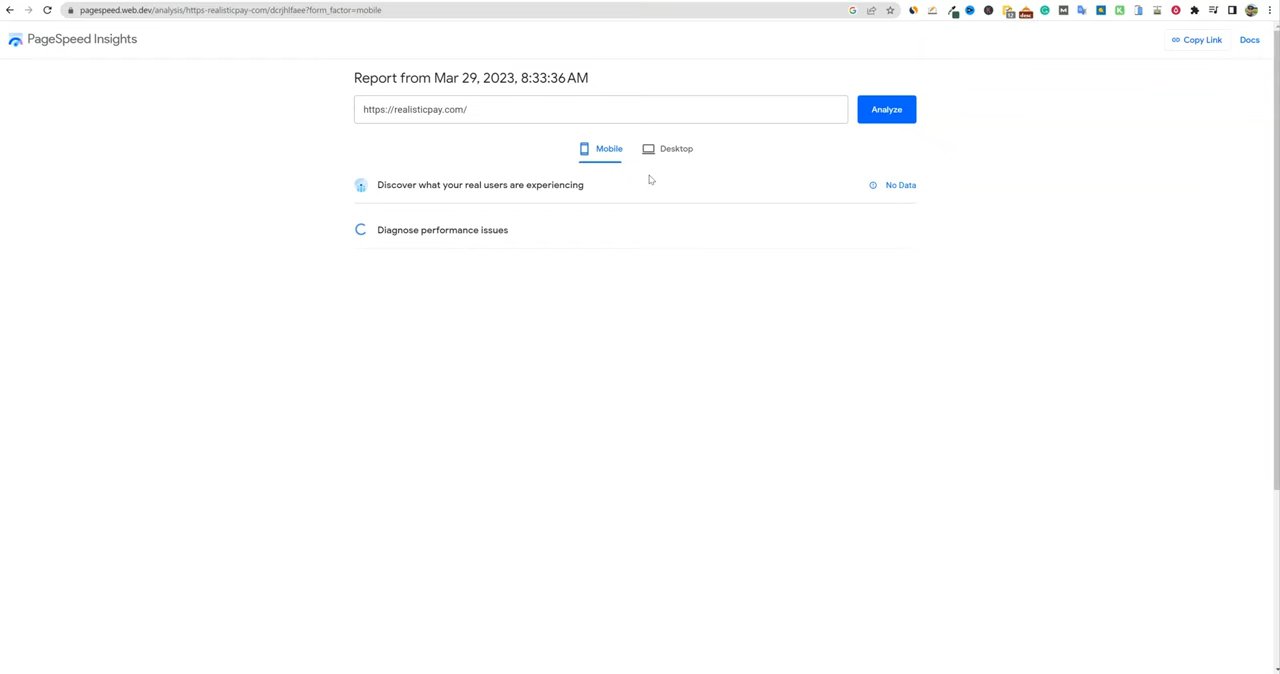 pagespeed.web.dev/analysis/https-realisticpay-com/dcrjhlfaee?form_factor=mobile
PageSpeed Insights
Copy Link
Docs
Report from Mar 29, 2023, 8:33:36 AM
https://realisticpay.com/
Analyze
Mobile
Desktop
Discover what your real users are experiencing
No Data
Diagnose performance issues